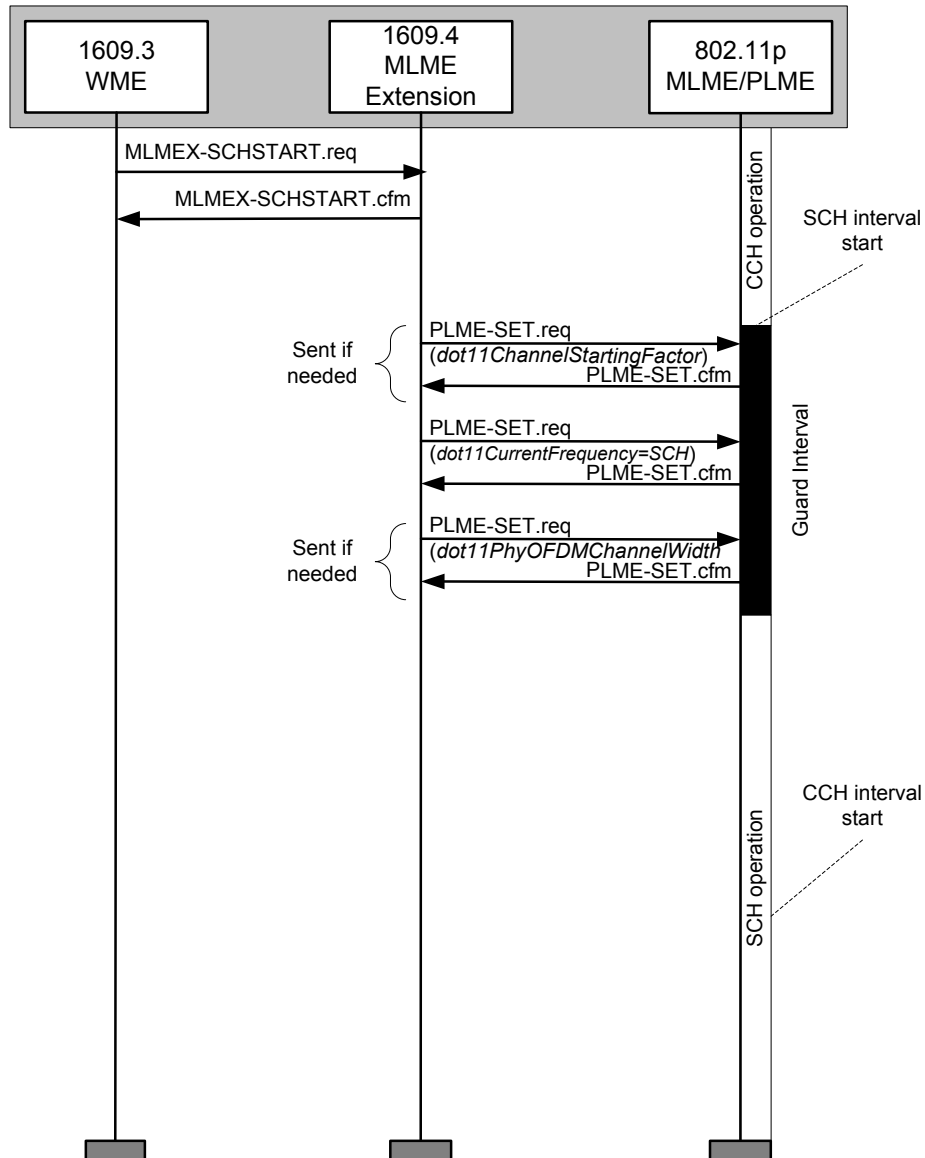 1609.3
WME
1609.4
MLME
Extension
802.11p
MLME/PLME
MLMEX-SCHSTART.req
MLMEX-SCHSTART.cfm
CCH operation
SCH interval
start
Sent if
needed
PLME-SET.req
(dot11ChannelStartingFactor)
PLME-SET.cfm
PLME-SET.req
(dot11CurrentFrequency=SCH)
PLME-SET.cfm
Guard Interval
Sent if
needed
PLME-SET.req
(dot11PhyOFDMChannelWidth
PLME-SET.cfm
CCH interval
start
SCH operation